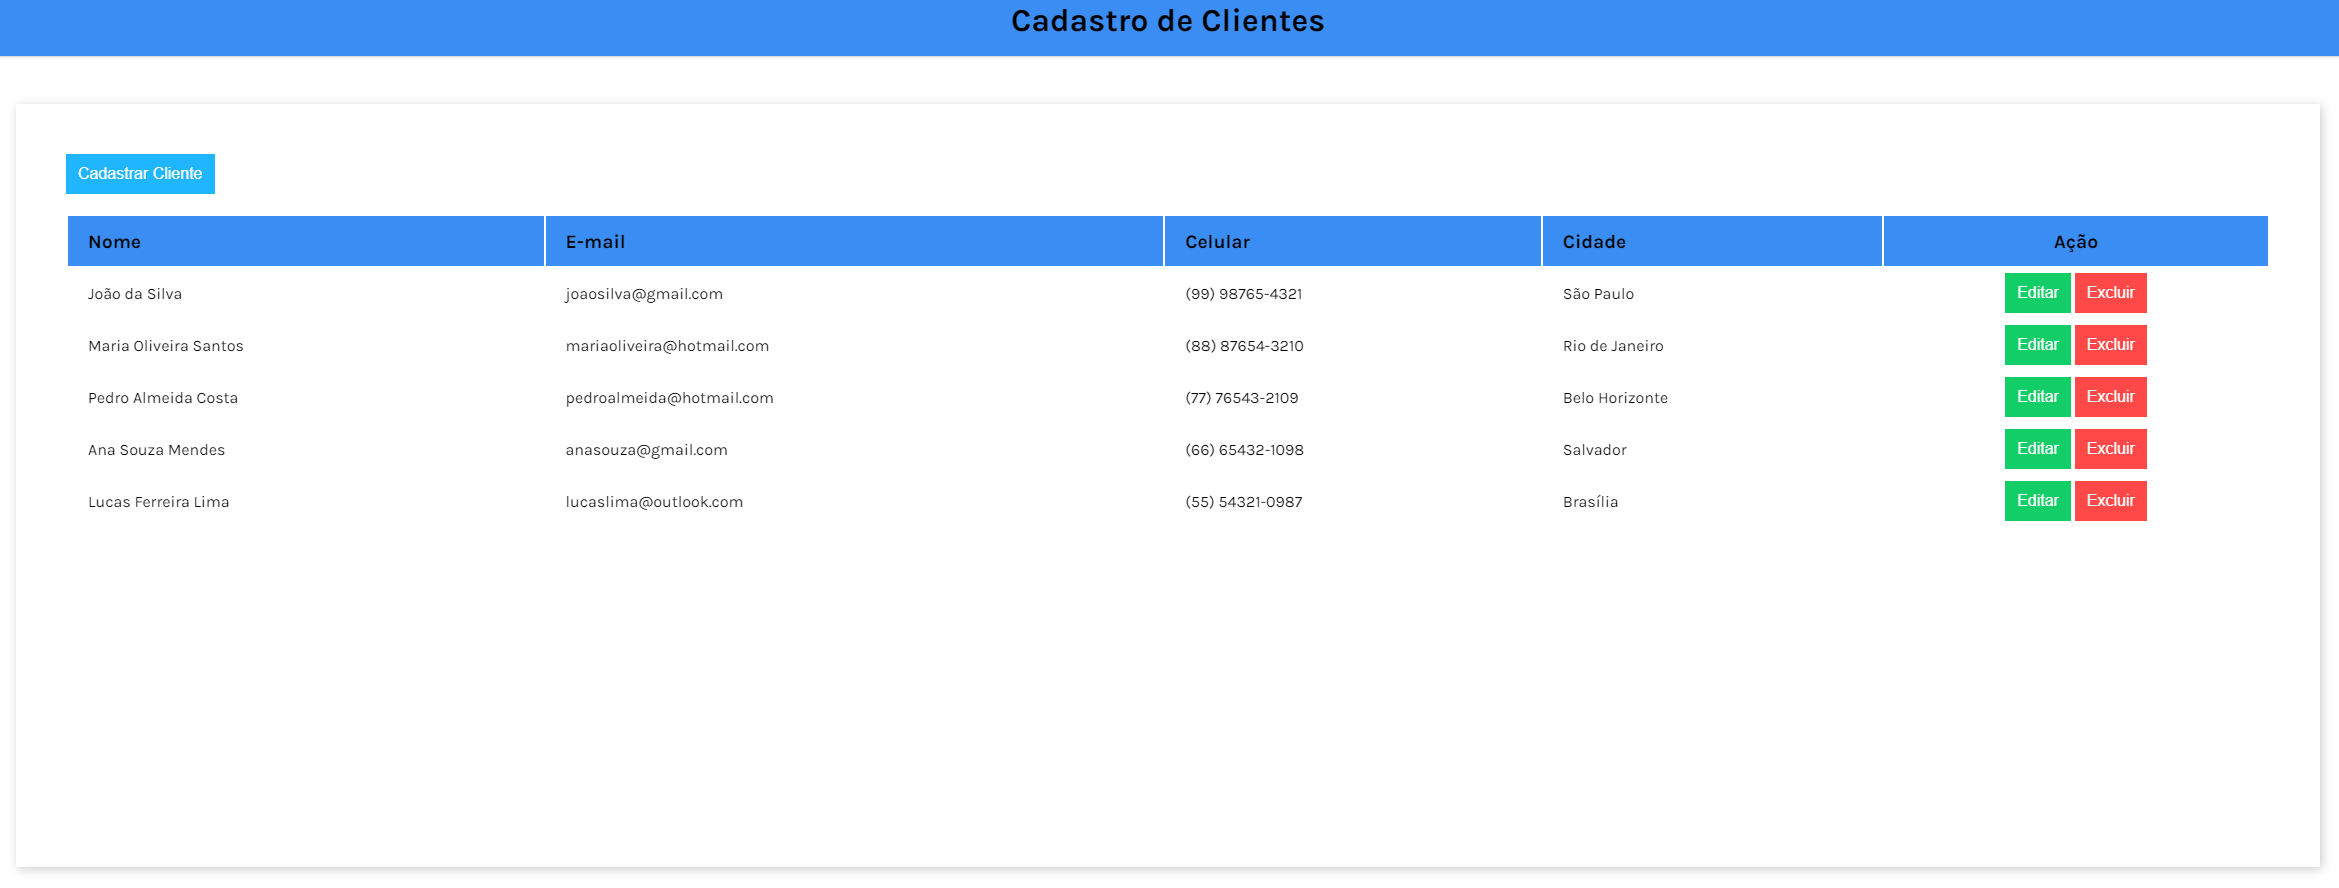 Cadastro de Clientes
Cadastrar Cliente
Nome E-mail Celular Cidade Ação
João da Silva joaosilva@gmail.com (99) 98765-4321 São Paulo Editar Excluir
Maria Oliveira Santos mariaoliveira@hotmail.com (88) 87654-3210 Rio de Janeiro Editar Excluir
Pedro Almeida Costa pedroalmeida@hotmail.com (77) 76543-2109 Belo Horizonte Editar Excluir
Ana Souza Mendes anasouza@gmail.com (66) 65432-1098 Salvador Editar Excluir
Lucas Ferreira Lima lucaslima@outlook.com (55) 54321-0987 Brasília Editar Excluir